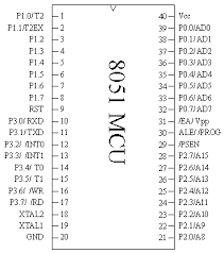 P1.0/T2 1 40 Vcc
P1.1/T2EX 2 39 P0.0/AD0
P1.2 3 38 P0.1/AD1
P1.3 4 37 P0.2/AD2
P1.4 5 36 P0.3/AD3
P1.5 6 35 P0.4/AD4
P1.6 7 34 P0.5/AD5
P1.7 8 33 P0.6/AD6
RST 9 32 P0.7/AD7
P3.0/RXD 10 31 /EA/ Vpp
P3.1/TXD 11 30 ALE//PROG
P3.2/ /INT0 12 29 /PSEN
P3.3/ /INT1 13 28 P2.7/A15
P3.4/ T0 14 27 P2.6/A14
P3.5/ T1 15 26 P2.5/A13
P3.6/ /WR 16 25 P2.4/A12
P3.7/ /RD 17 24 P2.3/A11
XTAL2 18 23 P2.2/A10
XTAL1 19 22 P2.1/A9
GND 20 21 P2.0/A8
8051 MCU